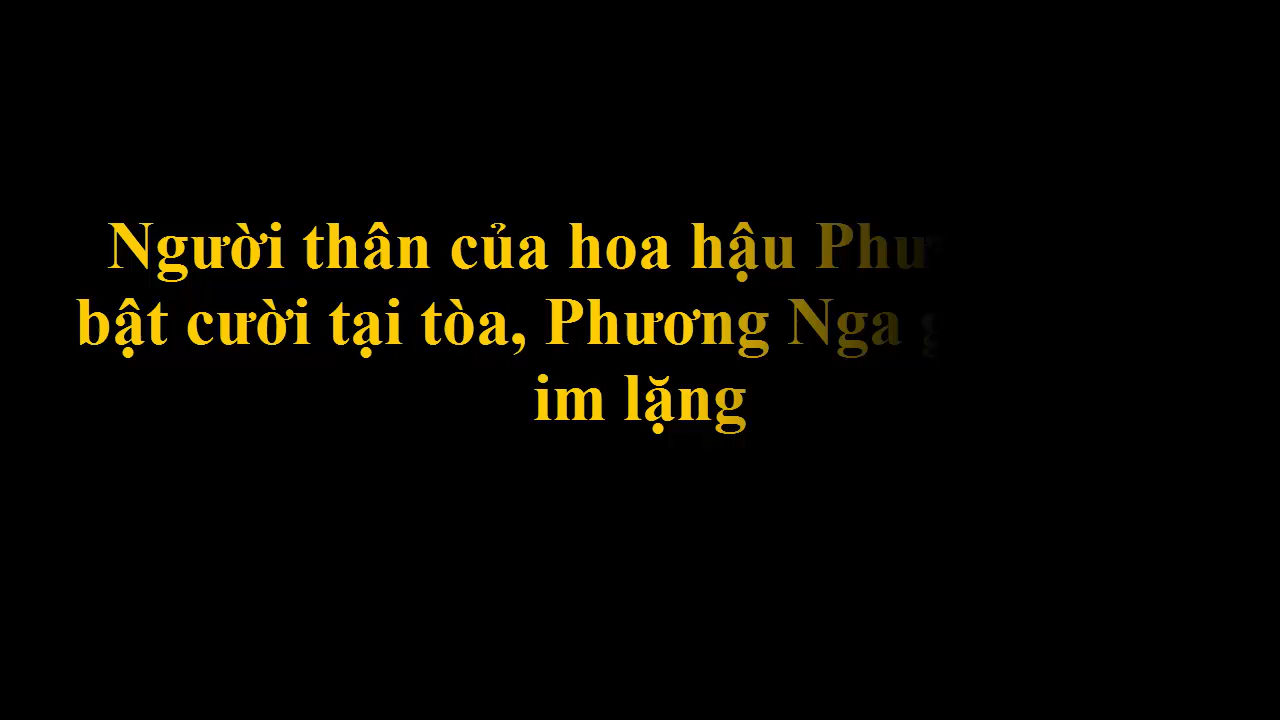 Người thân của hoa hậu
bật cười tại tòa, Phương Nga
im lặng